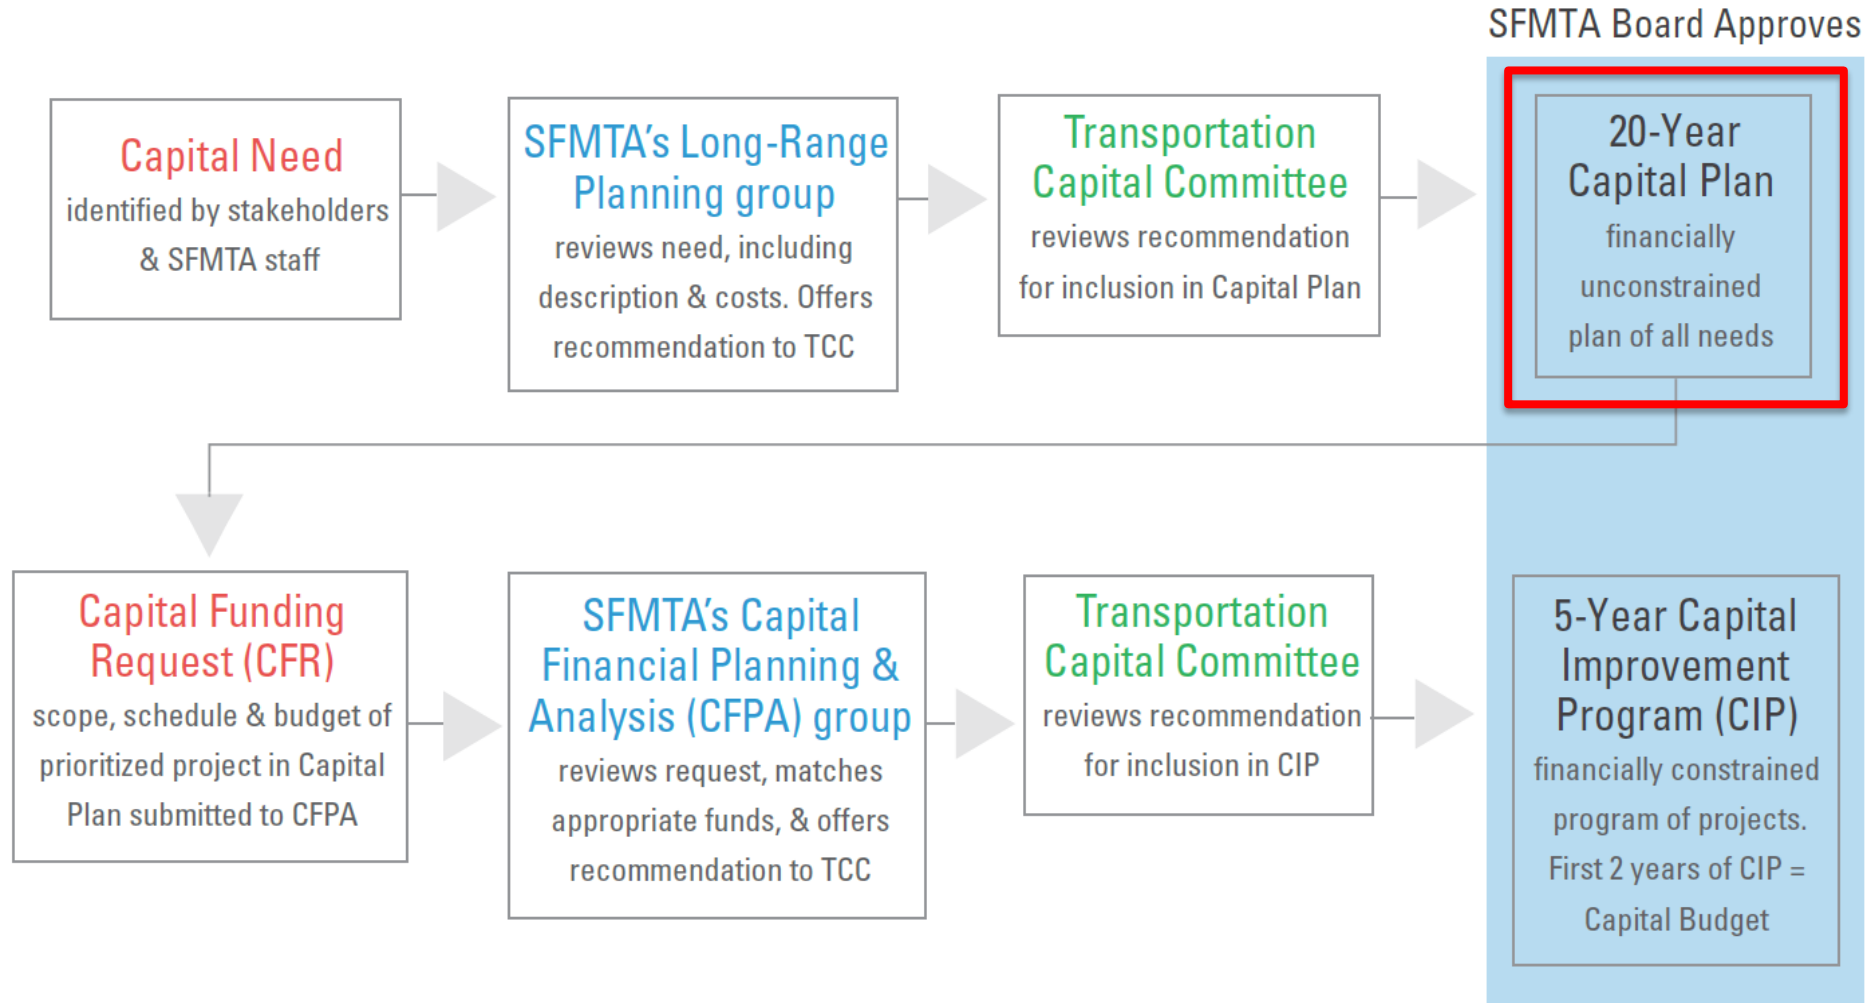 SFMTA Board Approves
Capital Need
identified by stakeholders
& SFMTA staff
SFMTA's Long-Range
Planning group
reviews need, including
description & costs. Offers
recommendation to TCC
Transportation
Capital Committee
reviews recommendation
for inclusion in Capital Plan
20-Year
Capital Plan
financially
unconstrained
plan of all needs
Capital Funding
Request (CFR)
scope, schedule & budget of
prioritized project in Capital
Plan submitted to CFPA
SFMTA's Capital
Financial Planning &
Analysis (CFPA) group
reviews request, matches
appropriate funds, & offers
recommendation to TCC
Transportation
Capital Committee
reviews recommendation
for inclusion in CIP
5-Year Capital
Improvement
Program (CIP)
financially constrained
program of projects.
First 2 years of CIP =
Capital Budget